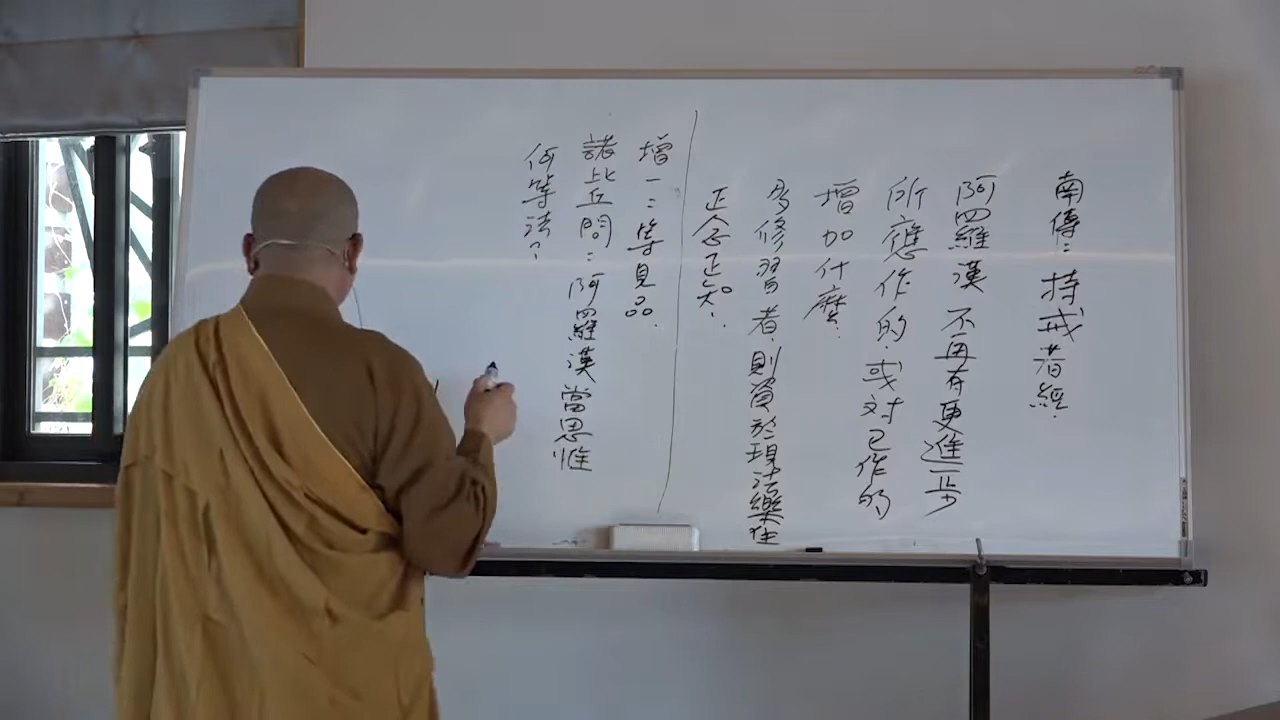 南傳：持戒者經.
阿羅漢 不再有更進一步
所應作的.或对已作的
增加什麼.
多修習者.則資於現法樂住
正念正知.
增一：等見品.
諸比丘問：阿羅漢當思惟
何等法？